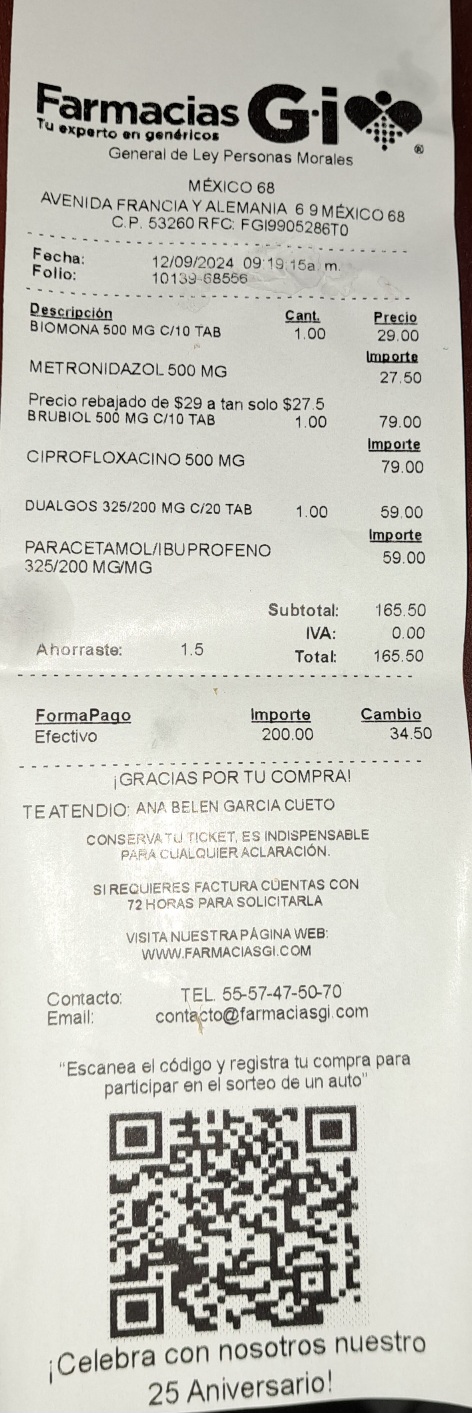 Farmacias G·i
Tu experto en genéricos
®
General de Ley Personas Morales
MÉXICO 68
AVENIDA FRANCIA Y ALEMANIA 6 9 MÉXICO 68
C.P. 53260 RFC: FGI9905286T0
Fecha: 12/09/2024 09:19:15a. m.
Folio: 10139-68566
Descripción Cant. Precio
BIOMONA 500 MG C/10 TAB 1.00 29.00
Importe
METRONIDAZOL 500 MG 27.50
Precio rebajado de $29 a tan solo $27.5
BRUBIOL 500 MG C/10 TAB 1.00 79.00
Importe
CIPROFLOXACINO 500 MG 79.00
DUALGOS 325/200 MG C/20 TAB 1.00 59.00
Importe
PARACETAMOL/IBUPROFENO 59.00
325/200 MG/MG
Subtotal: 165.50
IVA: 0.00
Ahorraste: 1.5 Total: 165.50
FormaPago Importe Cambio
Efectivo 200.00 34.50
¡GRACIAS POR TU COMPRA!
TE ATENDIO: ANA BELEN GARCIA CUETO
CONSERVA TU TICKET, ES INDISPENSABLE
PARA CUALQUIER ACLARACIÓN.
SI REQUIERES FACTURA CUENTAS CON
72 HORAS PARA SOLICITARLA
VISITA NUESTRA PÁGINA WEB:
WWW.FARMACIASGI.COM
Contacto: TEL. 55-57-47-50-70
Email: contacto@farmaciasgi.com
"Escanea el código y registra tu compra para
participar en el sorteo de un auto"
¡Celebra con nosotros nuestro
25 Aniversario!